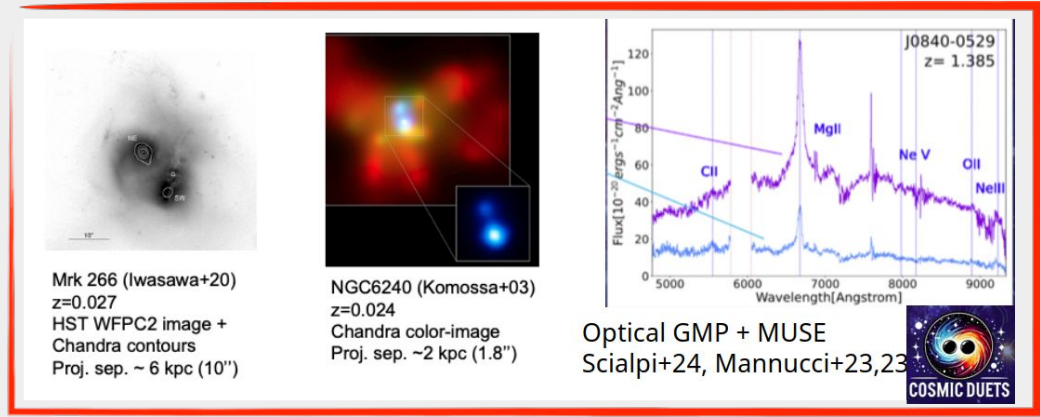 NE
SW
10"
Mrk 266 (Iwasawa+20)
z=0.027
HST WFPC2 image +
Chandra contours
Proj. sep. ~ 6 kpc (10’’)
NGC6240 (Komossa+03)
z=0.024
Chandra color-image
Proj. sep. ~2 kpc (1.8’’)
J0840-0529
z= 1.385
MgII
CII
Ne V
OII
NeIII
Flux[10⁻²⁰ ergs⁻¹cm⁻²Ang⁻¹]
120
100
80
60
40
20
0
5000 6000 7000 8000 9000
Wavelength[Angstrom]
Optical GMP + MUSE
Scialpi+24, Mannucci+23,23
COSMIC DUETS